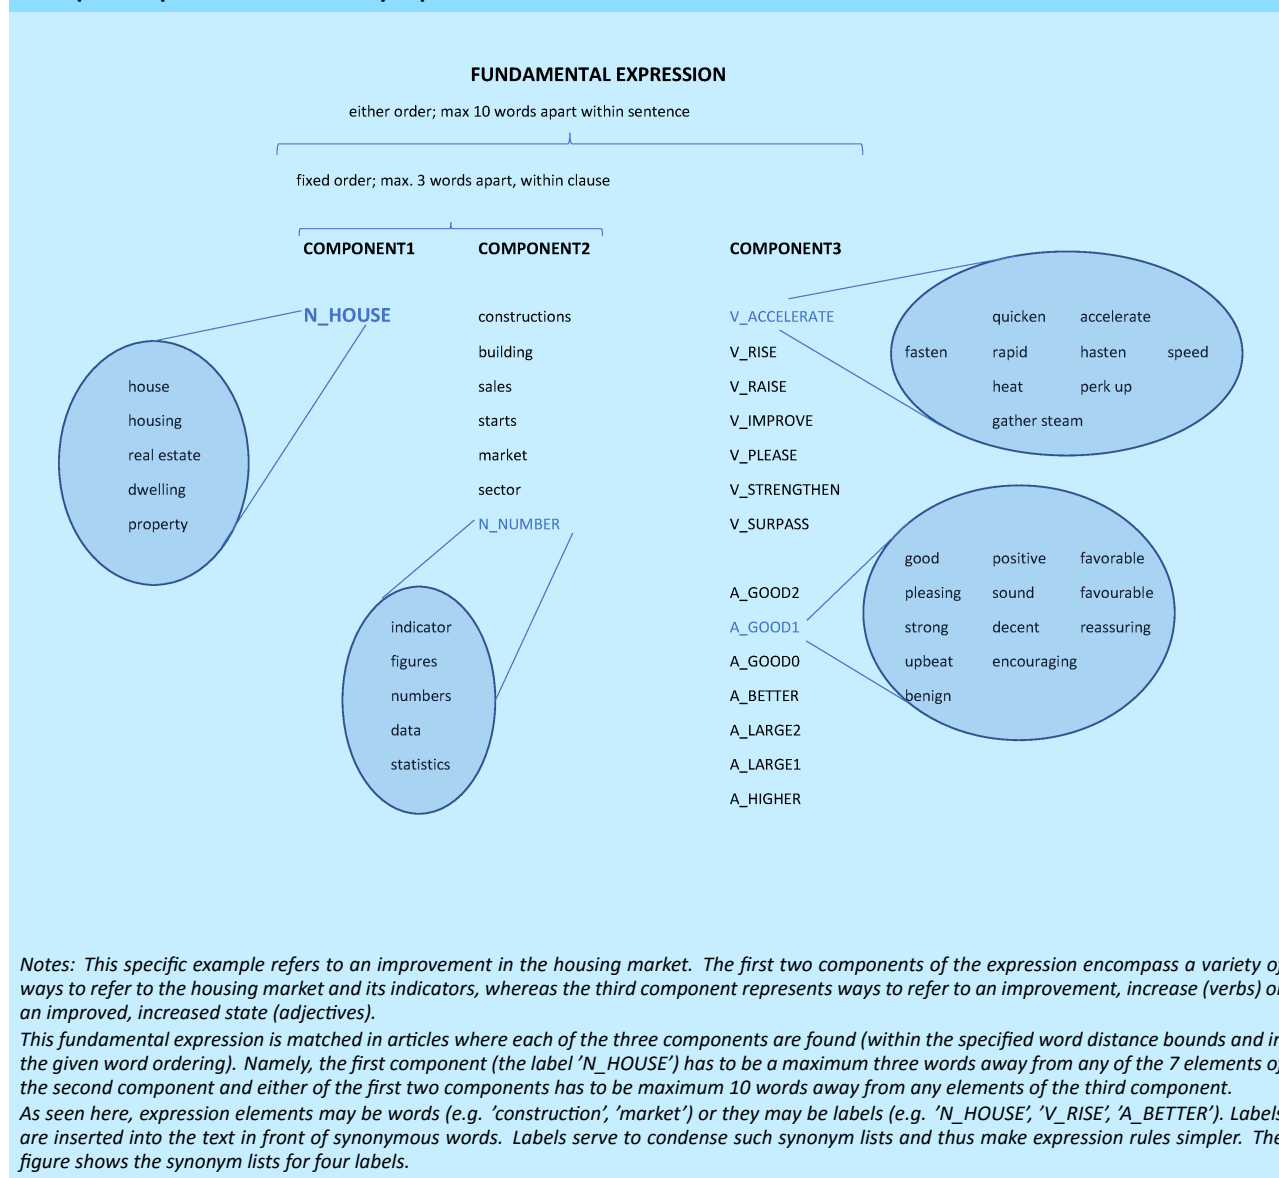 FUNDAMENTAL EXPRESSION
either order; max 10 words apart within sentence
fixed order; max. 3 words apart, within clause
COMPONENT1 COMPONENT2 COMPONENT3
N_HOUSE constructions V_ACCELERATE quicken accelerate
building V_RISE fasten rapid hasten speed
house sales V_RAISE heat perk up
housing starts V_IMPROVE gather steam
real estate market V_PLEASE
dwelling sector V_STRENGTHEN
property N_NUMBER V_SURPASS
good positive favorable
A_GOOD2 pleasing sound favourable
indicator A_GOOD1 strong decent reassuring
figures A_GOOD0 upbeat encouraging
numbers A_BETTER benign
data A_LARGE2
statistics A_LARGE1
A_HIGHER
Notes: This specific example refers to an improvement in the housing market. The first two components of the expression encompass a variety of
ways to refer to the housing market and its indicators, whereas the third component represents ways to refer to an improvement, increase (verbs) or
an improved, increased state (adjectives).
This fundamental expression is matched in articles where each of the three components are found (within the specified word distance bounds and in
the given word ordering). Namely, the first component (the label ’N_HOUSE’) has to be a maximum three words away from any of the 7 elements of
the second component and either of the first two components has to be maximum 10 words away from any elements of the third component.
As seen here, expression elements may be words (e.g. ’construction’, ’market’) or they may be labels (e.g. ’N_HOUSE’, ’V_RISE’, ’A_BETTER’). Labels
are inserted into the text in front of synonymous words. Labels serve to condense such synonym lists and thus make expression rules simpler. The
figure shows the synonym lists for four labels.